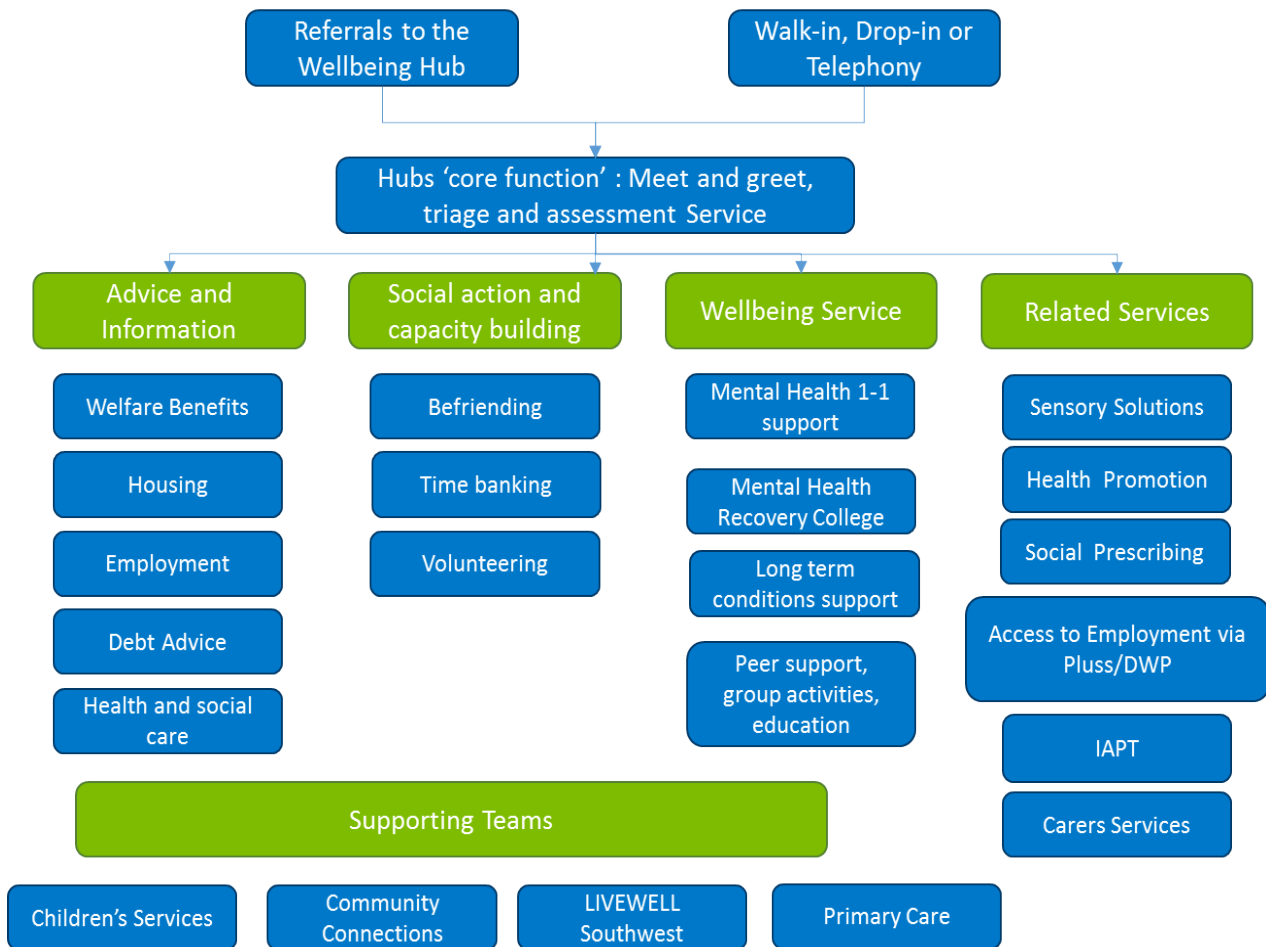 Referrals to the
Wellbeing Hub
Walk-in, Drop-in or
Telephony
Hubs ‘core function’ : Meet and greet,
triage and assessment Service
Advice and
Information
Social action and
capacity building
Wellbeing Service
Related Services
Welfare Benefits
Housing
Employment
Debt Advice
Health and social
care
Befriending
Time banking
Volunteering
Mental Health 1-1
support
Mental Health
Recovery College
Long term
conditions support
Peer support,
group activities,
education
Sensory Solutions
Health Promotion
Social Prescribing
Access to Employment via
Pluss/DWP
IAPT
Carers Services
Supporting Teams
Children’s Services
Community
Connections
LIVEWELL
Southwest
Primary Care